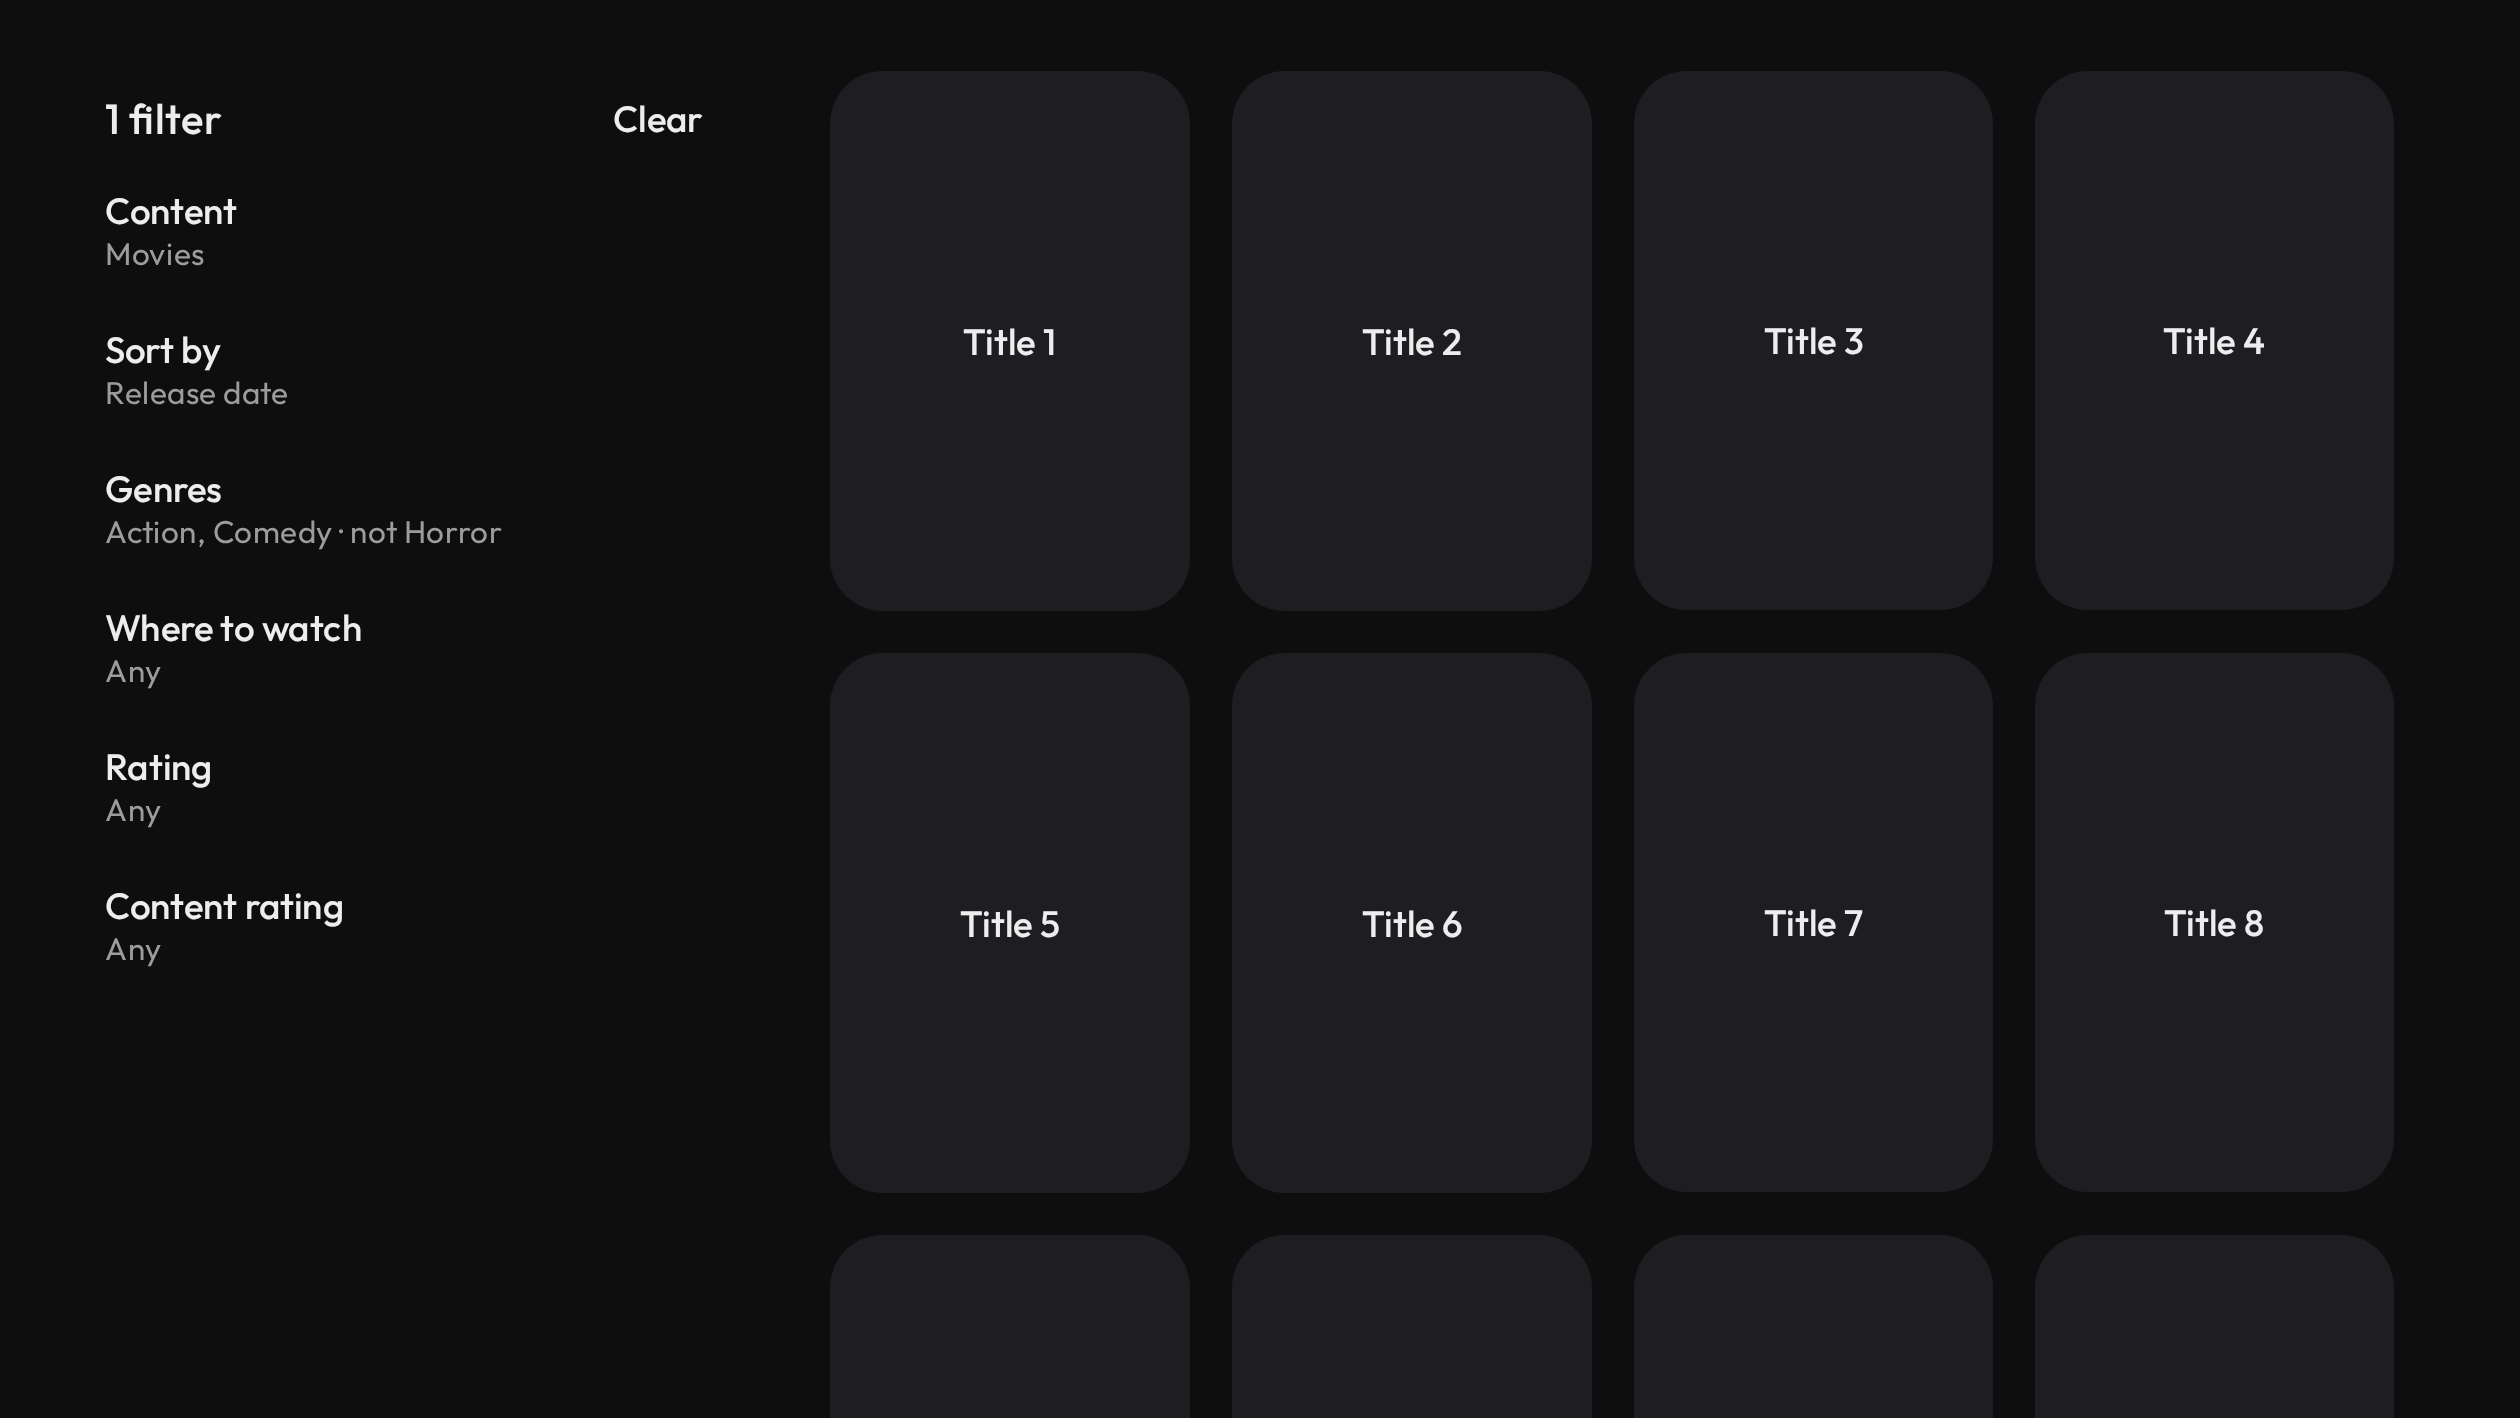 1 filter
Clear
Content
Movies
Sort by
Release date
Genres
Action, Comedy · not Horror
Where to watch
Any
Rating
Any
Content rating
Any
Title 1
Title 2
Title 3
Title 4
Title 5
Title 6
Title 7
Title 8